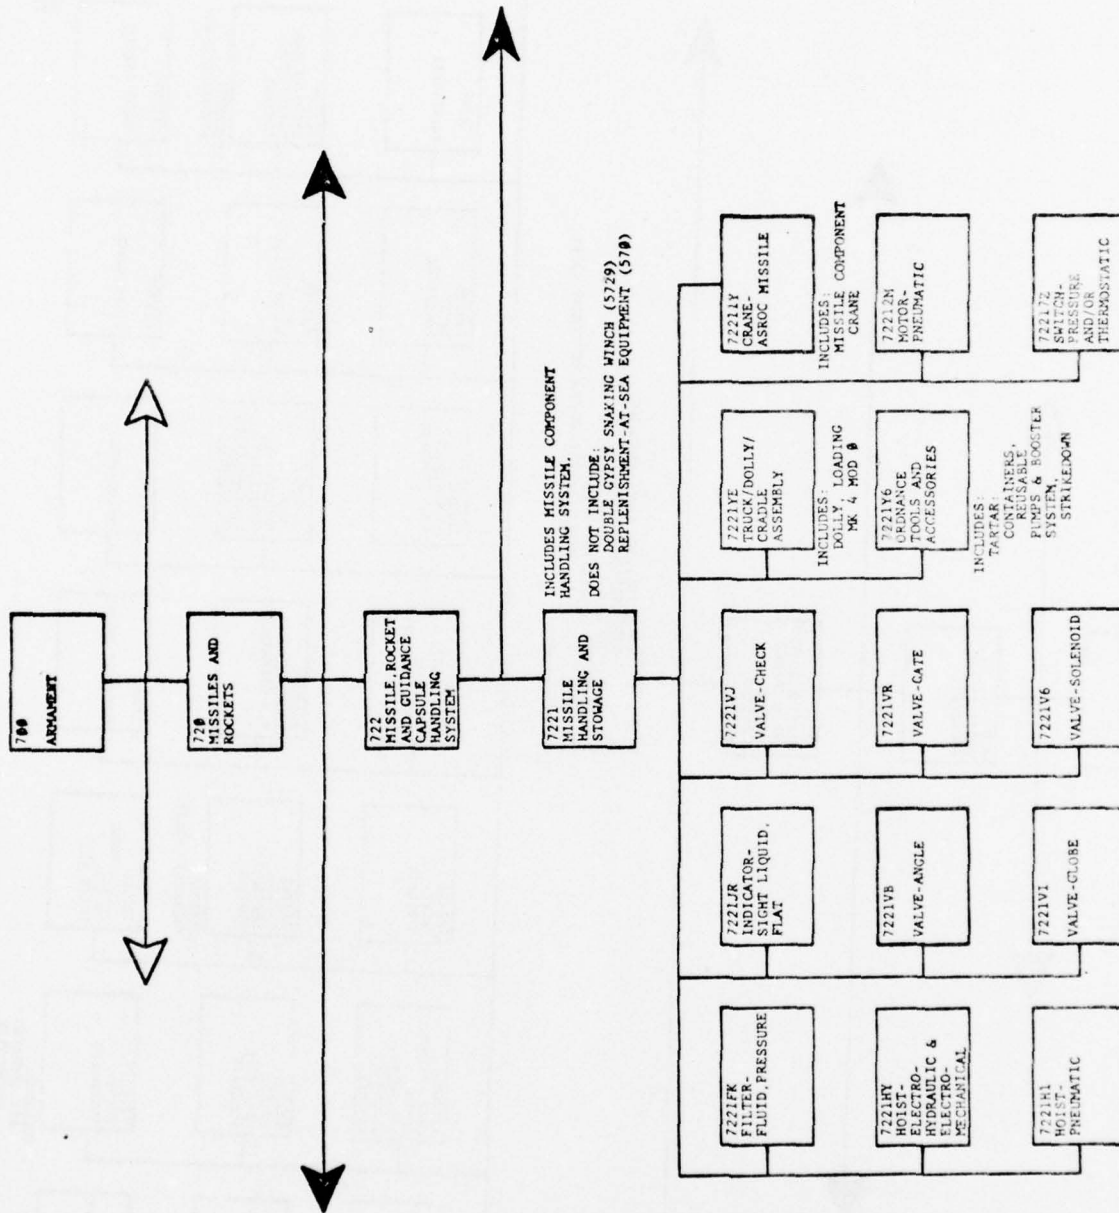 700
ARMAMENT
720
MISSILES AND
ROCKETS
722
MISSILE, ROCKET
AND GUIDANCE
CAPSULE
HANDLING
SYSTEM
7221
MISSILE
HANDLING AND
STOWAGE
INCLUDES MISSILE COMPONENT
HANDLING SYSTEM.
DOES NOT INCLUDE:
DOUBLE GYPSY SNAKING WINCH (5729)
REPLENISHMENT-AT-SEA EQUIPMENT (570)
7221FK
FILTER-
FLUID, PRESSURE
7221JR
INDICATOR-
SIGHT LIQUID,
FLAT
7221VJ
VALVE-CHECK
7221YE
TRUCK/DOLLY/
CRADLE
ASSEMBLY
INCLUDES:
DOLLY, LOADING
MK 4 MOD 0
72211Y
CRANE-
ASROC MISSILE
INCLUDES:
MISSILE COMPONENT
CRANE
7221HY
HOIST-
ELECTRO-
HYDRAULIC &
ELECTRO-
MECHANICAL
7221VB
VALVE-ANGLE
7221VR
VALVE-GATE
7221Y6
ORDNANCE
TOOLS AND
ACCESSORIES
INCLUDES:
TARTAR:
CONTAINERS,
REUSABLE,
PUMPS & BOOSTER
SYSTEM,
STRIKEDOWN
72212M
MOTOR-
PNEUMATIC
7221H1
HOIST-
PNEUMATIC
7221V1
VALVE-GLOBE
7221V6
VALVE-SOLENOID
72217Z
SWITCH-
PRESSURE
AND/OR
THERMOSTATIC